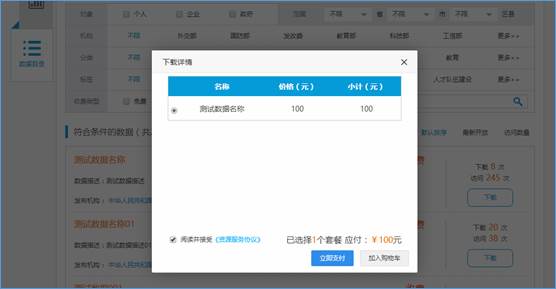 对象 个人 企业 政府 范围 不限 省 不限 市 不限 区县
机构 不限 外交部 国防部 发改委 教育部 科技部 工信部 更多>>
分类 不限 教育 更多>>
标签 不限 人才队伍建设 更多>>
数据目录
收费类型 免费
下载详情
名称 价格（元） 小计（元）
测试数据名称 100 100
阅读并接受《资源服务协议》
已选择1个套餐 应付：￥100元
立即支付 加入购物车
符合条件的数据（共 默认排序 最新开放 访问数量
测试数据名称 费
数据描述：测试数据描述
发布机构：中华人民共和国
下载 8 次
访问 245 次
下载
测试数据名称01 费
数据描述：测试数据描述01
发布机构：中华人民共和国
下载 20 次
访问 38 次
下载